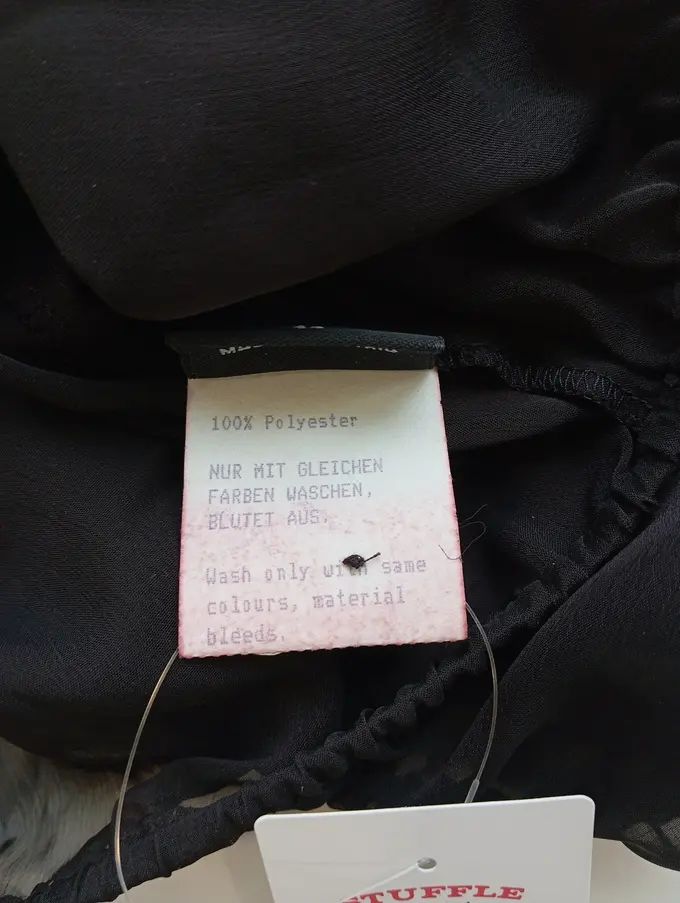 100% Polyester
NUR MIT GLEICHEN
FARBEN WASCHEN,
BLUTET AUS.
Wash only with same
colours, material
bleeds.
STUFFLE